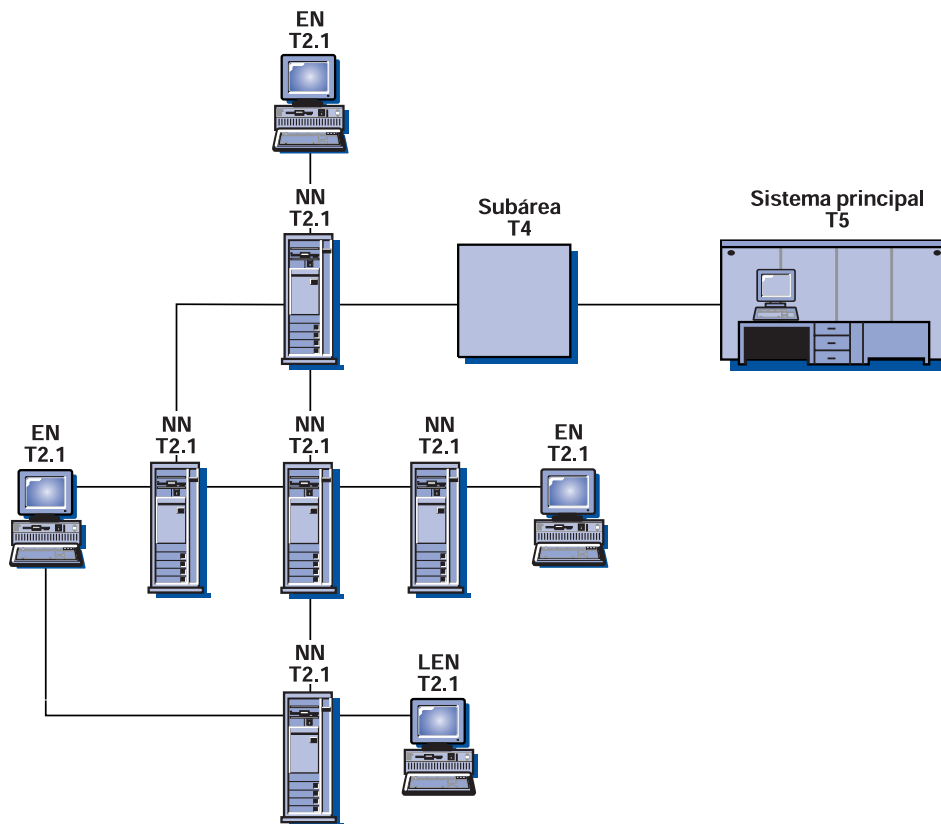 EN
T2.1
NN
T2.1
Subárea
T4
Sistema principal
T5
EN
T2.1
NN
T2.1
NN
T2.1
NN
T2.1
EN
T2.1
NN
T2.1
LEN
T2.1